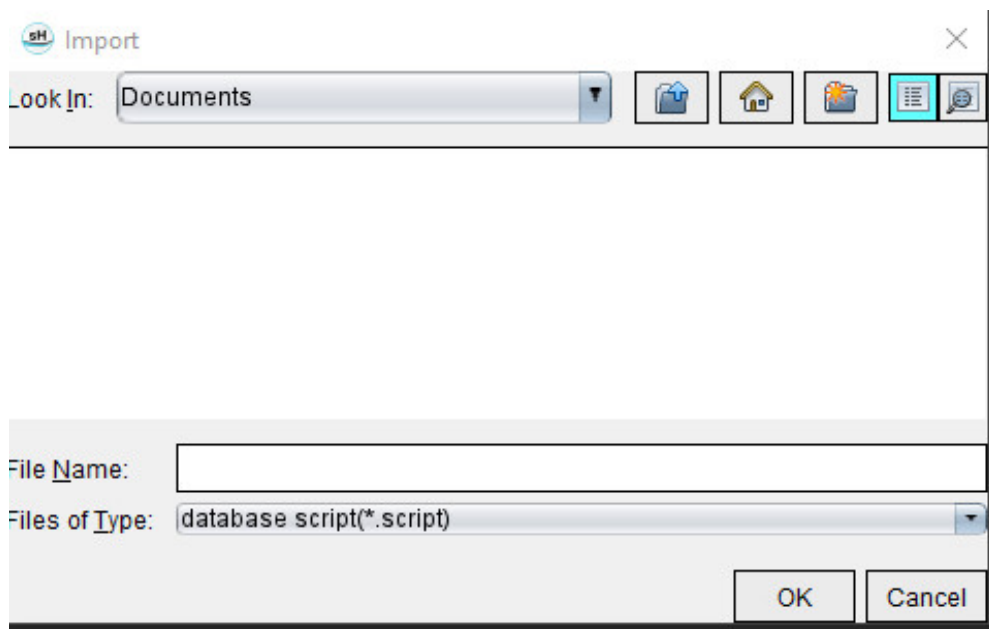 sH Import
Look In: Documents
File Name:
Files of Type: database script(*.script)
OK Cancel